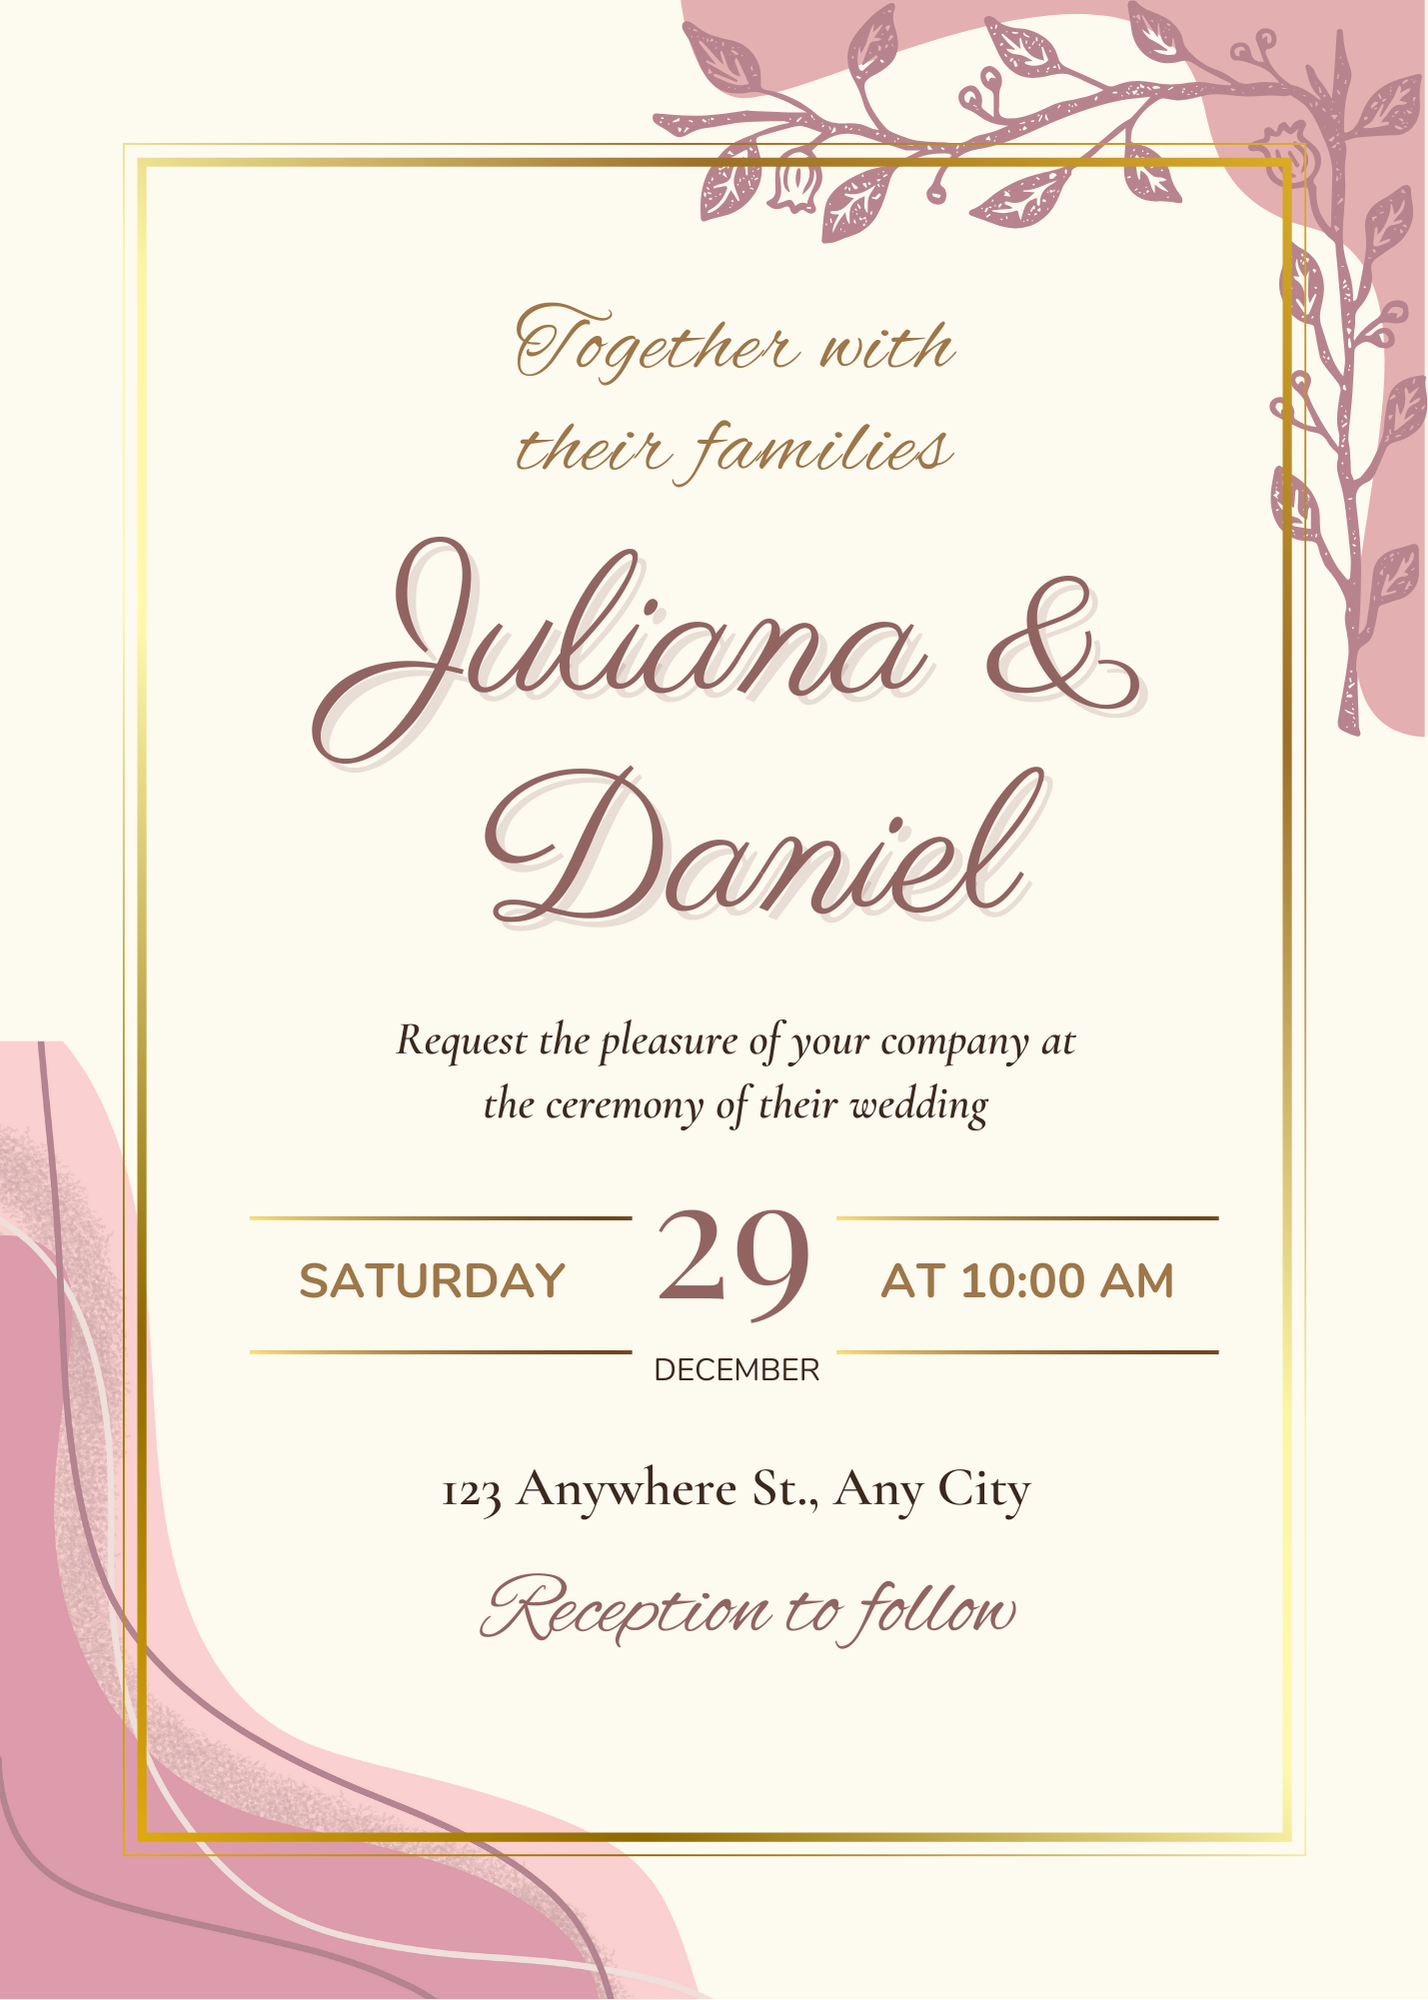 Together with
their families
Juliana &
Daniel
Request the pleasure of your company at
the ceremony of their wedding
SATURDAY
29
AT 10:00 AM
DECEMBER
123 Anywhere St., Any City
Reception to follow